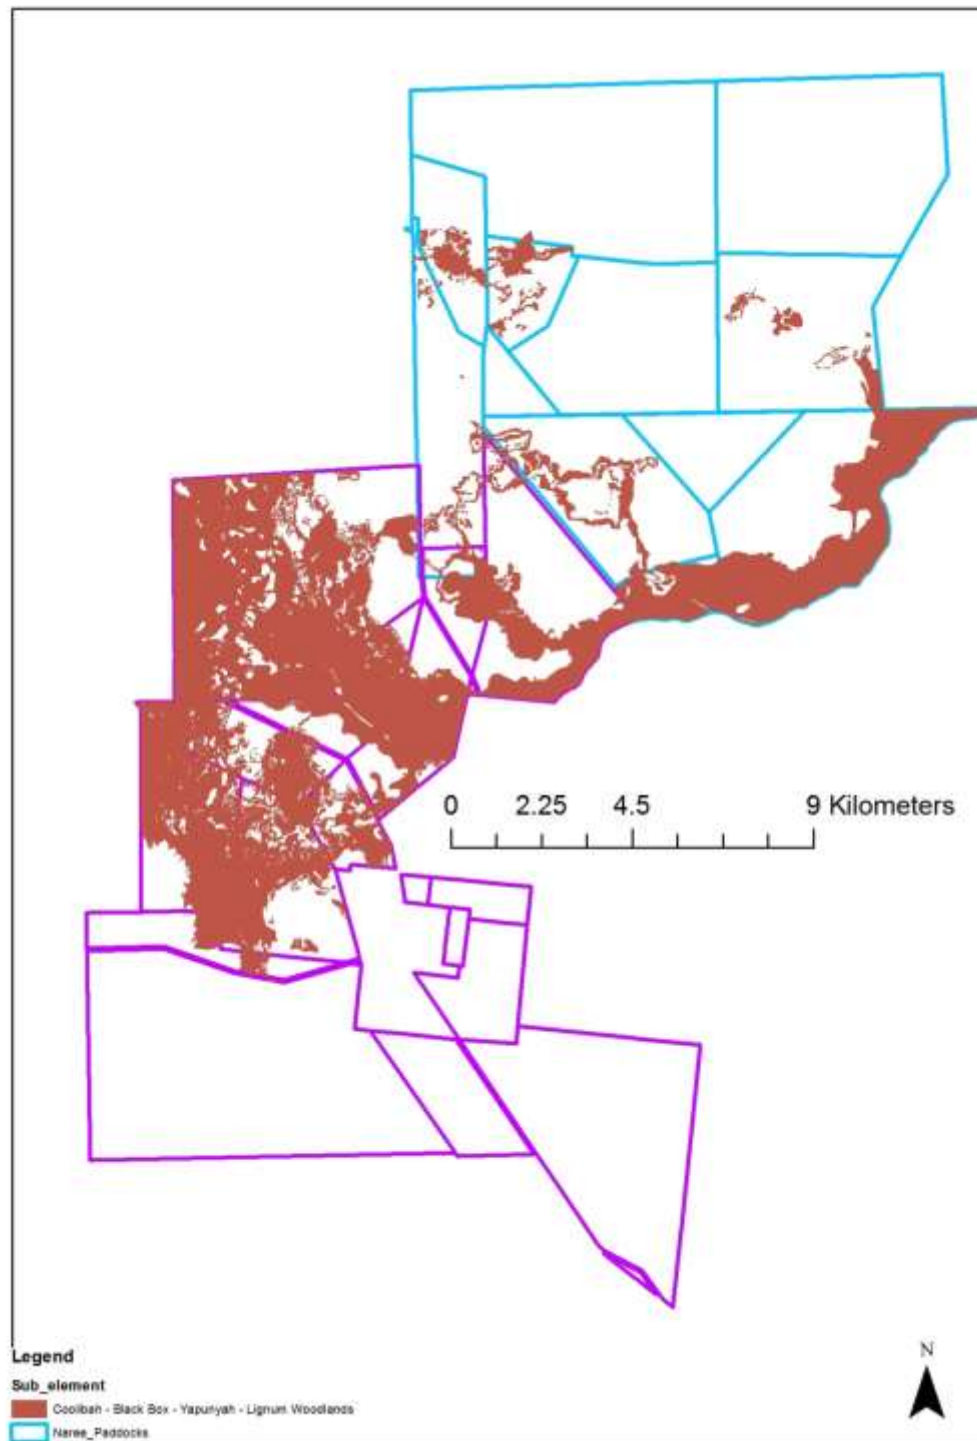 0 2.25 4.5 9 Kilometers
N
Legend
Sub_element
Coolibah - Black Box - Yapunyah - Lignum Woodlands
Naree_Paddocks